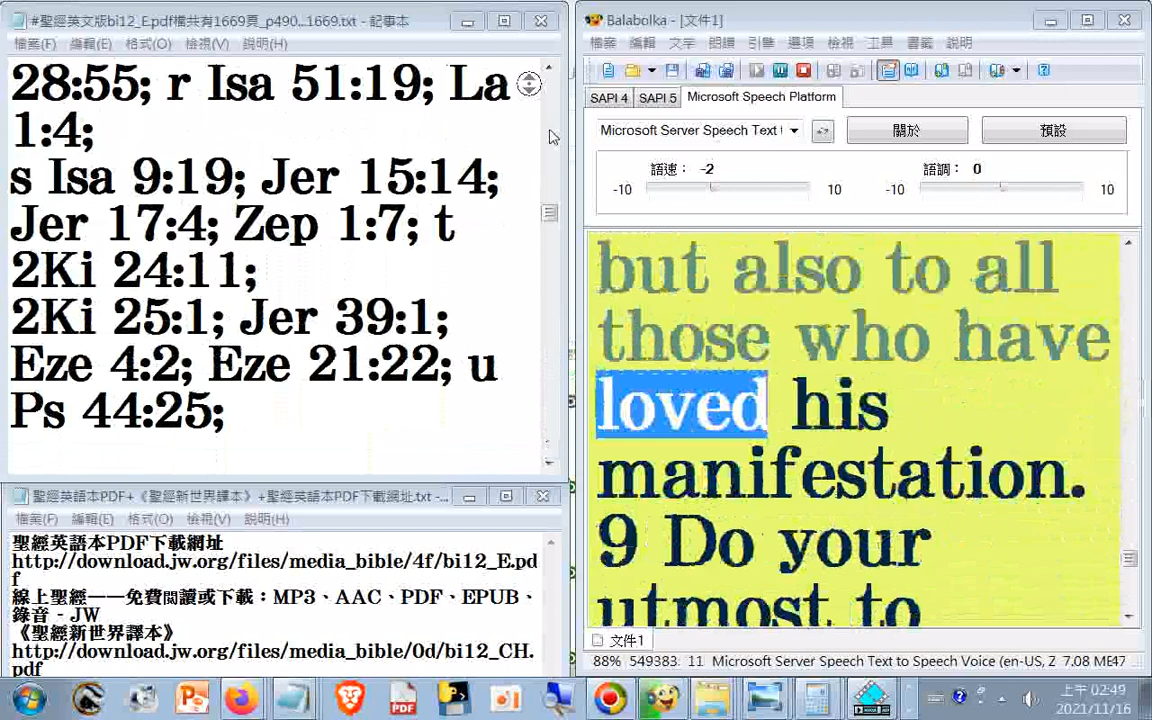 #聖經英文版bi12_E.pdf檔共有1669頁_p490,...1669.txt - 記事本
檔案(F) 編輯(E) 格式(O) 檢視(V) 說明(H)
28:55; r Isa 51:19; La
1:4;
s Isa 9:19; Jer 15:14;
Jer 17:4; Zep 1:7; t
2Ki 24:11;
2Ki 25:1; Jer 39:1;
Eze 4:2; Eze 21:22; u
Ps 44:25;
聖經英語本PDF+《聖經新世界譯本》+聖經英語本PDF下載網址.txt - ...
檔案(F) 編輯(E) 格式(O) 檢視(V) 說明(H)
聖經英語本PDF下載網址
http://download.jw.org/files/media_bible/4f/bi12_E.pd
f
線上聖經——免費閱讀或下載：MP3、AAC、PDF、EPUB、
錄音 - JW
《聖經新世界譯本》
http://download.jw.org/files/media_bible/0d/bi12_CH.
pdf
Balabolka - [文件1]
檔案 編輯 文字 朗讀 引擎 選項 檢視 工具 書籤 說明
SAPI 4 SAPI 5 Microsoft Speech Platform
Microsoft Server Speech Text 關於 預設
語速： -2 語調： 0
-10 10 -10 10
but also to all
those who have
loved his
manifestation.
9 Do your
utmost to
文件1
88% 549383: 11 Microsoft Server Speech Text to Speech Voice (en-US, Z 7.08 ME47
PDF
上午 02:49
2021/11/16